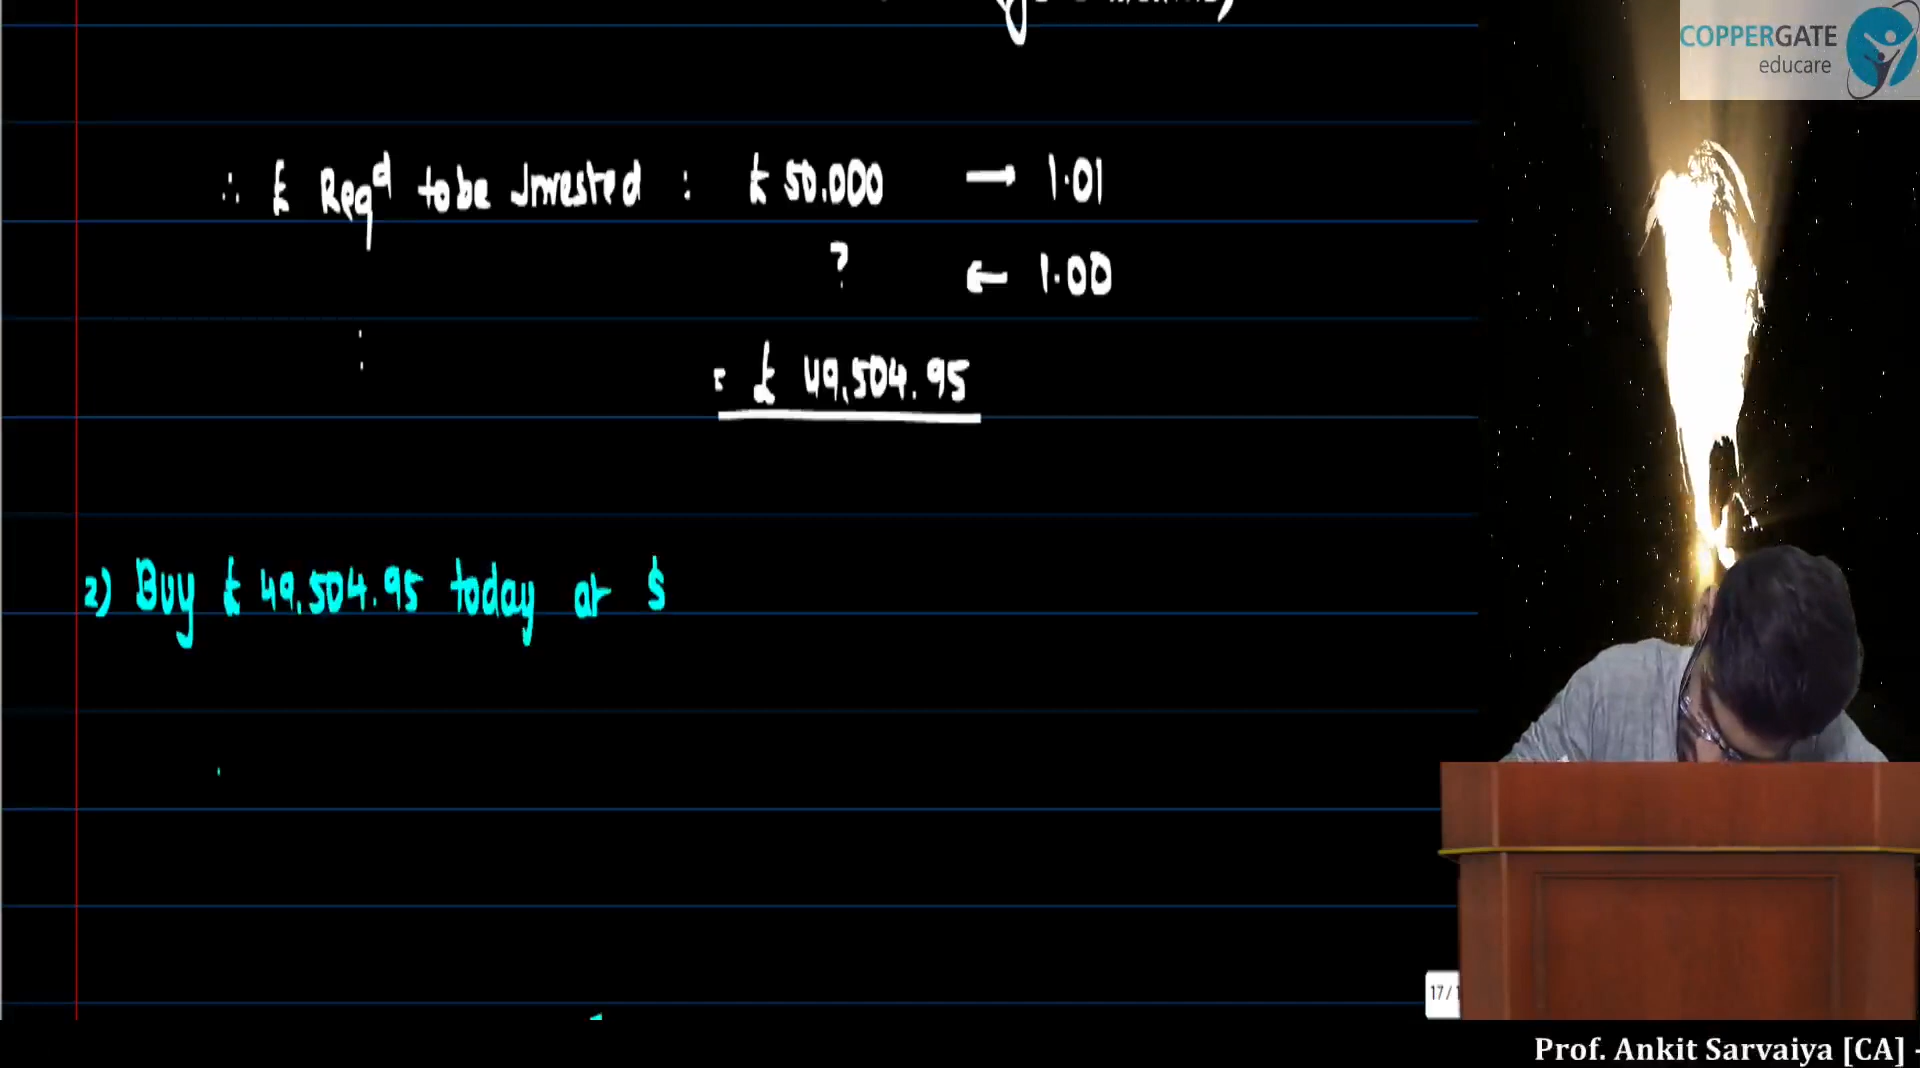 COPPERGATE
educare
∴ £ Reqd to be Invested : £ 50.000 → 1.01
? ← 1.00
= £ 49,504.95
2) Buy £ 49.504.95 today at $
17/1
Prof. Ankit Sarvaiya [CA] -